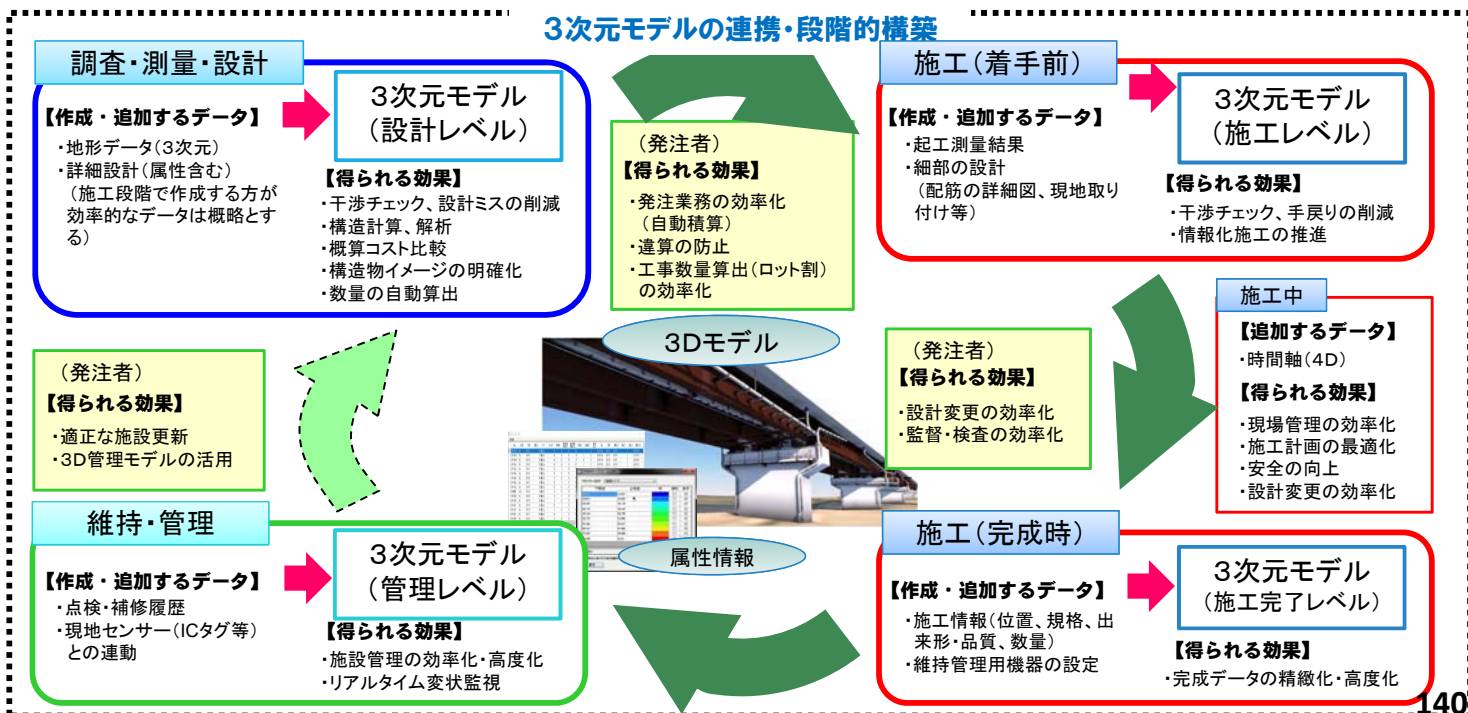 3次元モデルの連携・段階的構築
調査・測量・設計
【作成・追加するデータ】
・地形データ(3次元)
・詳細設計(属性含む)
(施工段階で作成する方が
効率的なデータは概略とす
る)
3次元モデル
(設計レベル)
【得られる効果】
・干渉チェック、設計ミスの削減
・構造計算、解析
・概算コスト比較
・構造物イメージの明確化
・数量の自動算出
(発注者)
【得られる効果】
・発注業務の効率化
(自動積算)
・違算の防止
・工事数量算出(ロット割)
の効率化
施工(着手前)
【作成・追加するデータ】
・起工測量結果
・細部の設計
(配筋の詳細図、現地取り
付け等)
3次元モデル
(施工レベル)
【得られる効果】
・干渉チェック、手戻りの削減
・情報化施工の推進
施工中
【追加するデータ】
・時間軸(4D)
【得られる効果】
・現場管理の効率化
・施工計画の最適化
・安全の向上
・設計変更の効率化
(発注者)
【得られる効果】
・設計変更の効率化
・監督・検査の効率化
3Dモデル
属性情報
(発注者)
【得られる効果】
・適正な施設更新
・3D管理モデルの活用
維持・管理
【作成・追加するデータ】
・点検・補修履歴
・現地センサー(ICタグ等)
との連動
3次元モデル
(管理レベル)
【得られる効果】
・施設管理の効率化・高度化
・リアルタイム変状監視
施工(完成時)
【作成・追加するデータ】
・施工情報(位置、規格、出
来形・品質、数量)
・維持管理用機器の設定
3次元モデル
(施工完了レベル)
【得られる効果】
・完成データの精緻化・高度化
140